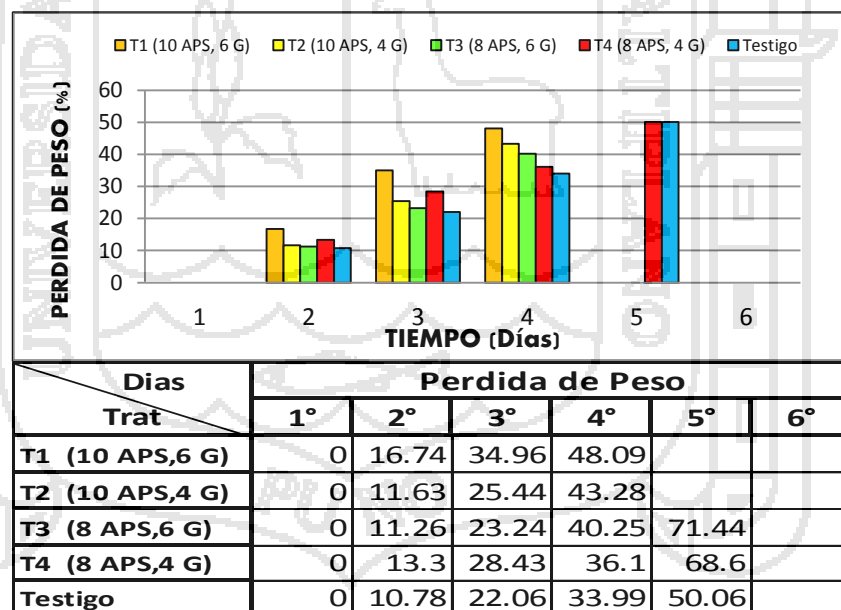 T1 (10 APS, 6 G) T2 (10 APS, 4 G) T3 (8 APS, 6 G) T4 (8 APS, 4 G) Testigo
PERDIDA DE PESO (%)
60
50
40
30
20
10
0
1 2 3 4 5 6
TIEMPO (Días)
Dias Perdida de Peso
Trat 1° 2° 3° 4° 5° 6°
T1 (10 APS,6 G) 0 16.74 34.96 48.09
T2 (10 APS,4 G) 0 11.63 25.44 43.28
T3 (8 APS,6 G) 0 11.26 23.24 40.25 71.44
T4 (8 APS,4 G) 0 13.3 28.43 36.1 68.6
Testigo 0 10.78 22.06 33.99 50.06